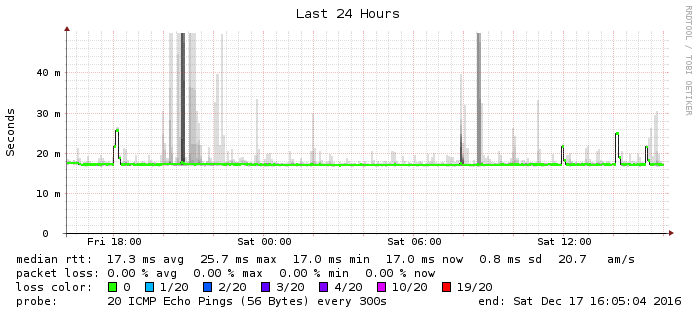 Last 24 Hours
RRDTOOL / TOBI OETIKER
Seconds
40 m
30 m
20 m
10 m
0
Fri 18:00 Sat 00:00 Sat 06:00 Sat 12:00
median rtt: 17.3 ms avg 25.7 ms max 17.0 ms min 17.0 ms now 0.8 ms sd 20.7 am/s
packet loss: 0.00 % avg 0.00 % max 0.00 % min 0.00 % now
loss color: 0 1/20 2/20 3/20 4/20 10/20 19/20
probe: 20 ICMP Echo Pings (56 Bytes) every 300s end: Sat Dec 17 16:05:04 2016